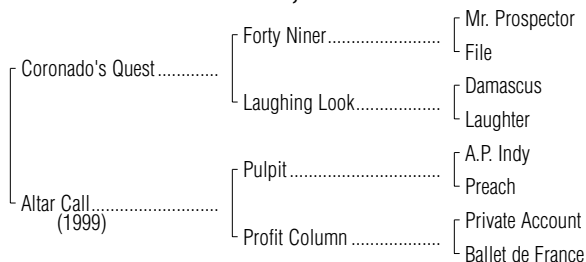 Mr. Prospector
Forty Niner....................
File
Coronado's Quest.............
Damascus
Laughing Look...............
Laughter
A.P. Indy
Pulpit...........................
Preach
Altar Call......................
(1999)
Private Account
Profit Column................
Ballet de France